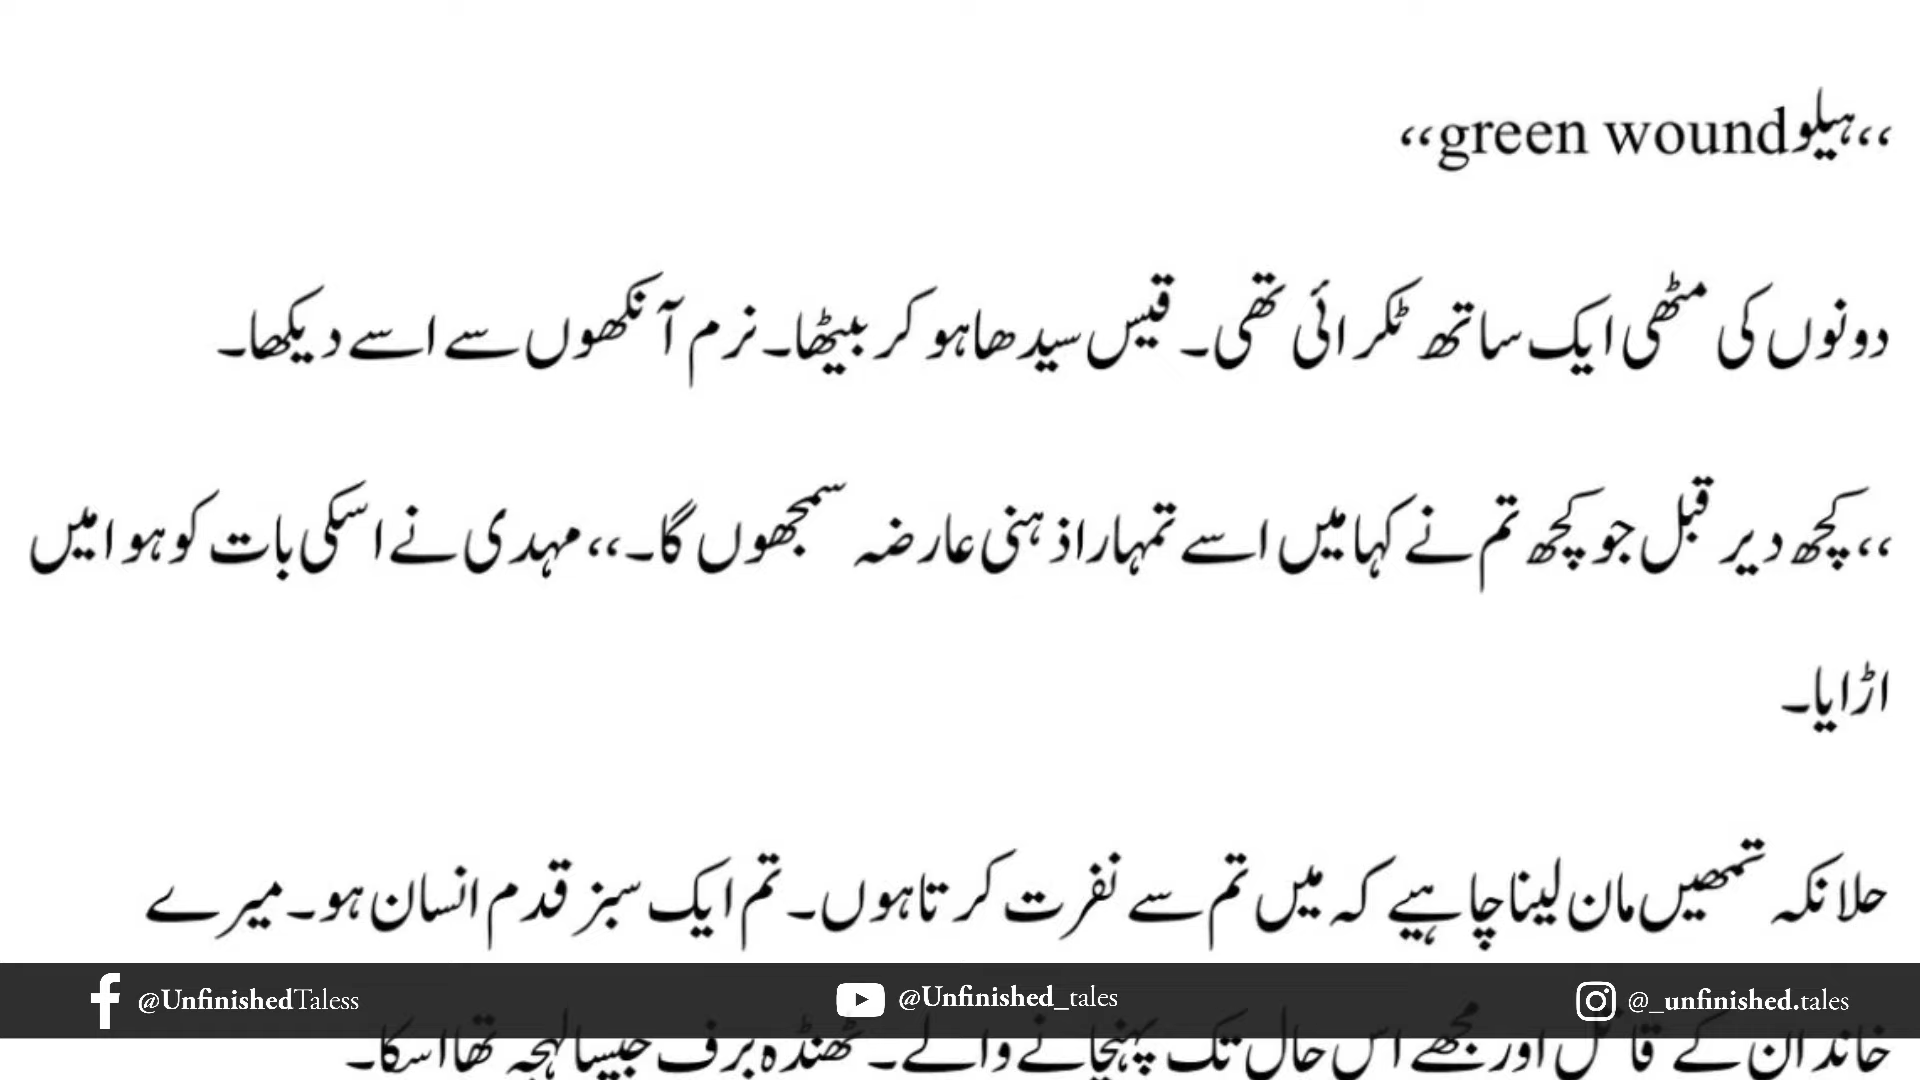 ،،ہیلوgreen wound،،
دونوں کی مٹھی ایک ساتھ ٹکرائی تھی۔ قیس سیدھا ہو کر بیٹھا۔ نرم آنکھوں سے اسے دیکھا۔
،،کچھ دیر قبل جو کچھ تم نے کہا میں اسے تمہارا ذہنی عارضہ سمجھوں گا۔،، مہدی نے اسکی بات کو ہوا میں
اڑایا۔
حلانکہ تمھیں مان لینا چاہیے کہ میں تم سے نفرت کرتا ہوں۔ تم ایک سبز قدم انسان ہو۔ میرے
@UnfinishedTaless @Unfinished_tales @_unfinished.tales
خاندان کے قاتل اور مجھے اس حال تک پہنچانے والے۔ ٹھنڈہ برف جیسا لہجہ تھا اسکا۔